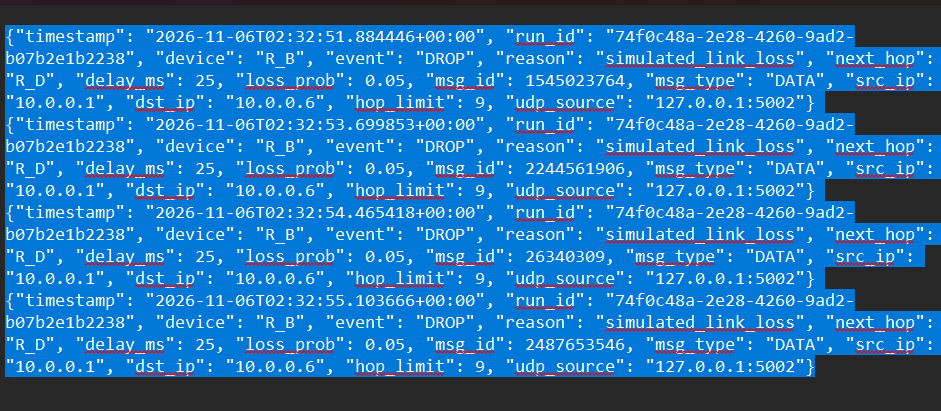 {"timestamp": "2026-11-06T02:32:51.884446+00:00", "run_id": "74f0c48a-2e28-4260-9ad2-
b07b2e1b2238", "device": "R_B", "event": "DROP", "reason": "simulated_link_loss", "next_hop":
"R_D", "delay_ms": 25, "loss_prob": 0.05, "msg_id": 1545023764, "msg_type": "DATA", "src_ip":
"10.0.0.1", "dst_ip": "10.0.0.6", "hop_limit": 9, "udp_source": "127.0.0.1:5002"}
{"timestamp": "2026-11-06T02:32:53.699853+00:00", "run_id": "74f0c48a-2e28-4260-9ad2-
b07b2e1b2238", "device": "R_B", "event": "DROP", "reason": "simulated_link_loss", "next_hop":
"R_D", "delay_ms": 25, "loss_prob": 0.05, "msg_id": 2244561906, "msg_type": "DATA", "src_ip":
"10.0.0.1", "dst_ip": "10.0.0.6", "hop_limit": 9, "udp_source": "127.0.0.1:5002"}
{"timestamp": "2026-11-06T02:32:54.465418+00:00", "run_id": "74f0c48a-2e28-4260-9ad2-
b07b2e1b2238", "device": "R_B", "event": "DROP", "reason": "simulated_link_loss", "next_hop":
"R_D", "delay_ms": 25, "loss_prob": 0.05, "msg_id": 26340309, "msg_type": "DATA", "src_ip":
"10.0.0.1", "dst_ip": "10.0.0.6", "hop_limit": 9, "udp_source": "127.0.0.1:5002"}
{"timestamp": "2026-11-06T02:32:55.103666+00:00", "run_id": "74f0c48a-2e28-4260-9ad2-
b07b2e1b2238", "device": "R_B", "event": "DROP", "reason": "simulated_link_loss", "next_hop":
"R_D", "delay_ms": 25, "loss_prob": 0.05, "msg_id": 2487653546, "msg_type": "DATA", "src_ip":
"10.0.0.1", "dst_ip": "10.0.0.6", "hop_limit": 9, "udp_source": "127.0.0.1:5002"}